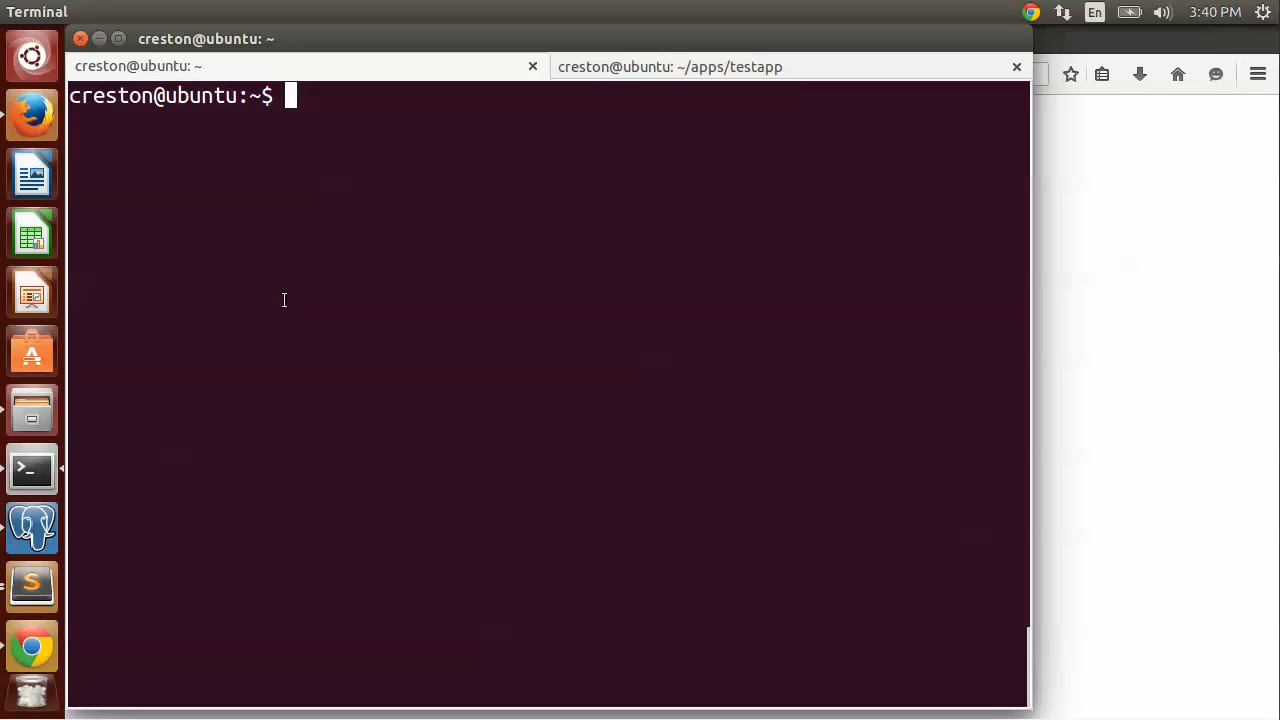 Terminal
En
3:40 PM
creston@ubuntu: ~
creston@ubuntu: ~
creston@ubuntu: ~/apps/testapp
creston@ubuntu:~$